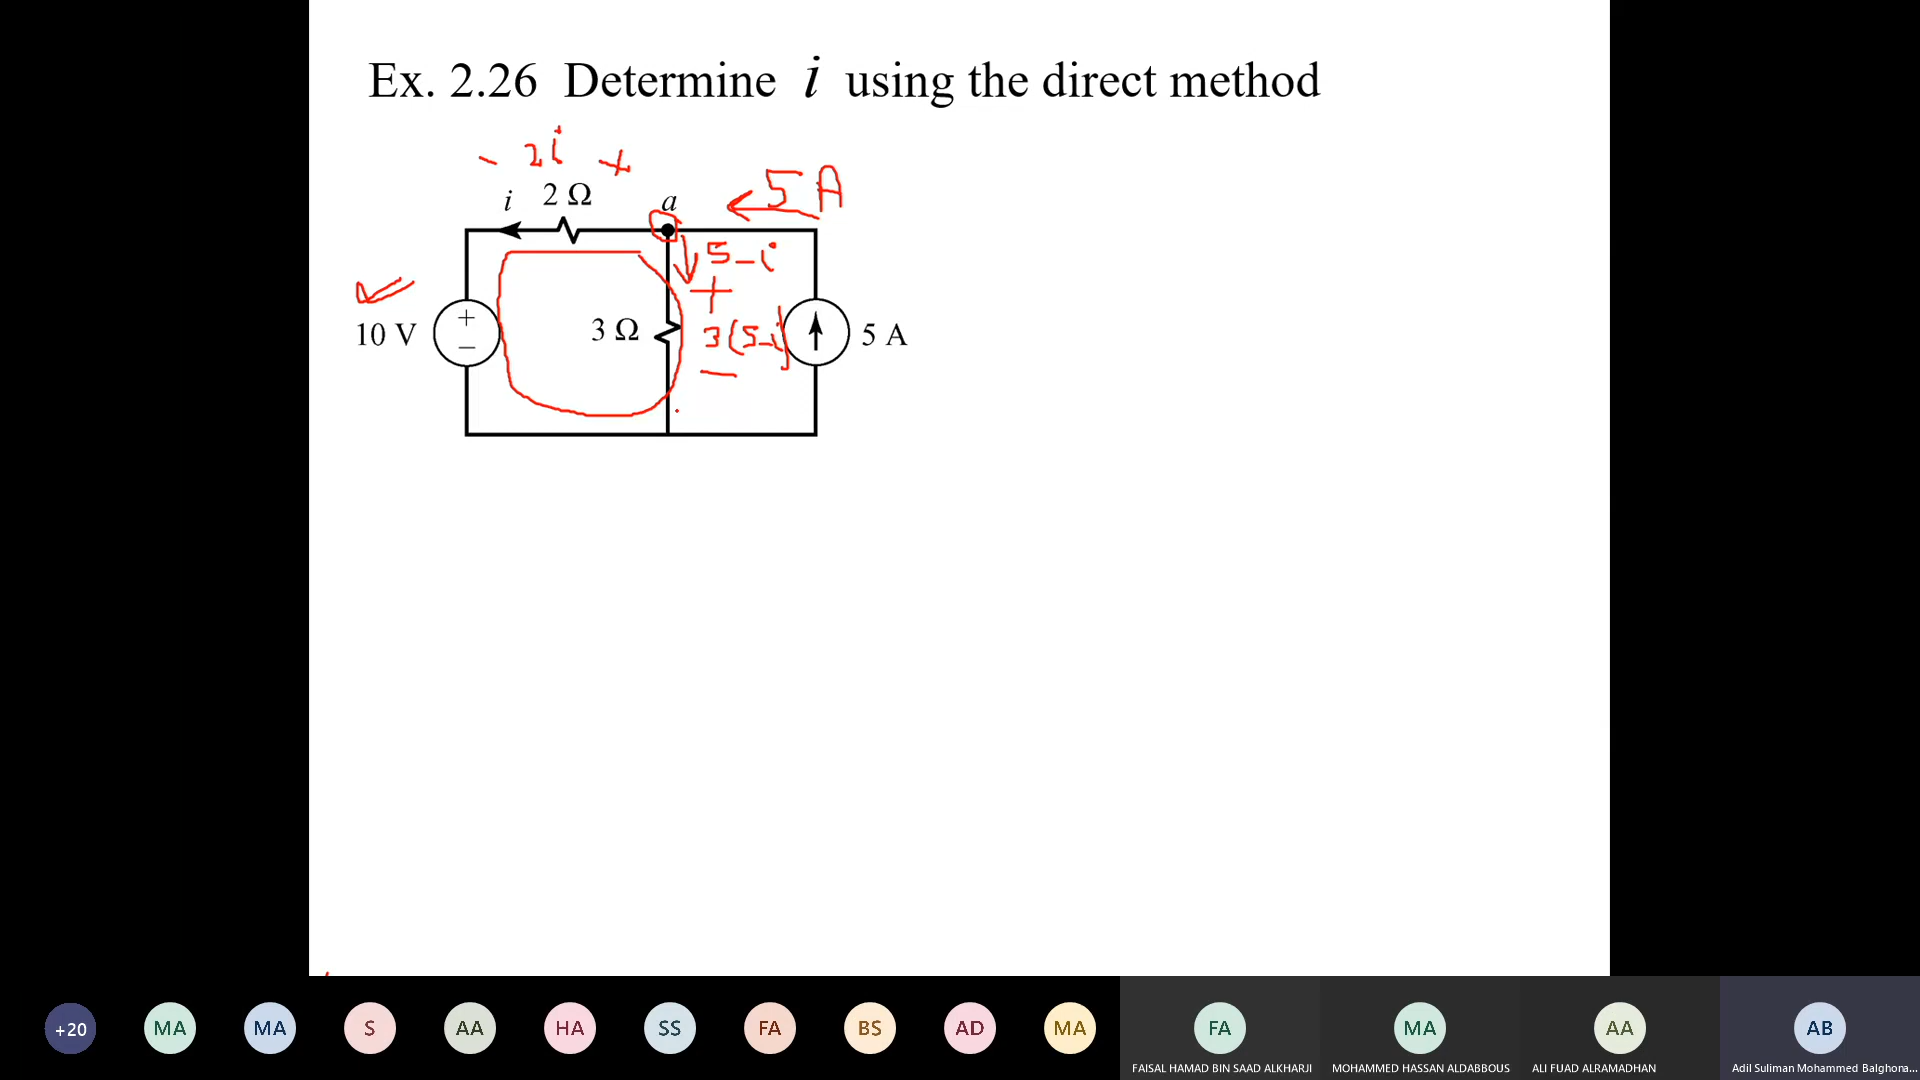 Ex. 2.26 Determine i using the direct method
- 2i +
i 2 Ω a
5 A
5-i
+
10 V + 3 Ω 3(5-i) 5 A
-
-
+20 MA MA S AA HA SS FA BS AD MA FA MA AA AB
FAISAL HAMAD BIN SAAD ALKHARJI MOHAMMED HASSAN ALDABBOUS ALI FUAD ALRAMADHAN Adil Suliman Mohammed Balghona...